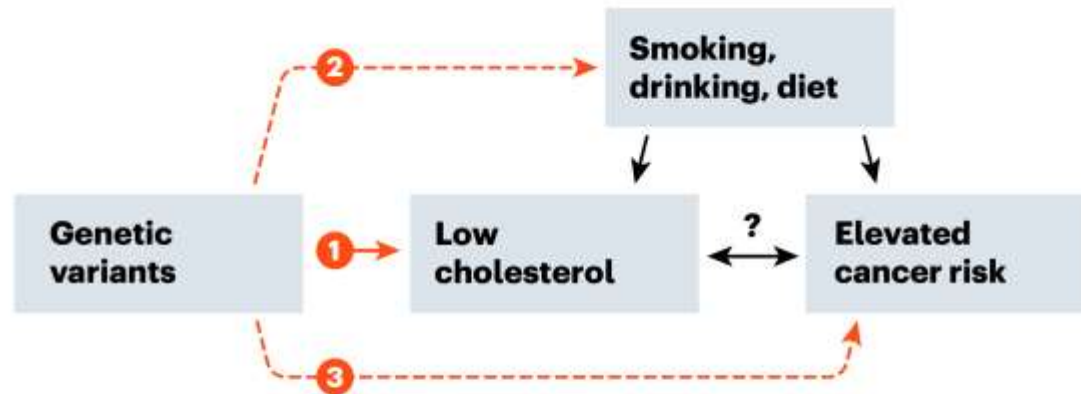 2
Smoking,
drinking, diet
Genetic
variants
1
Low
cholesterol
?
Elevated
cancer risk
3